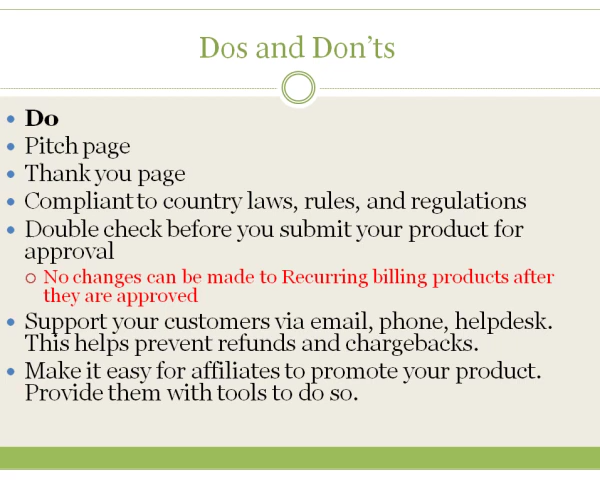 Dos and Don'ts
Do
Pitch page
Thank you page
Compliant to country laws, rules, and regulations
Double check before you submit your product for
approval
No changes can be made to Recurring billing products after
they are approved
Support your customers via email, phone, helpdesk.
This helps prevent refunds and chargebacks.
Make it easy for affiliates to promote your product.
Provide them with tools to do so.